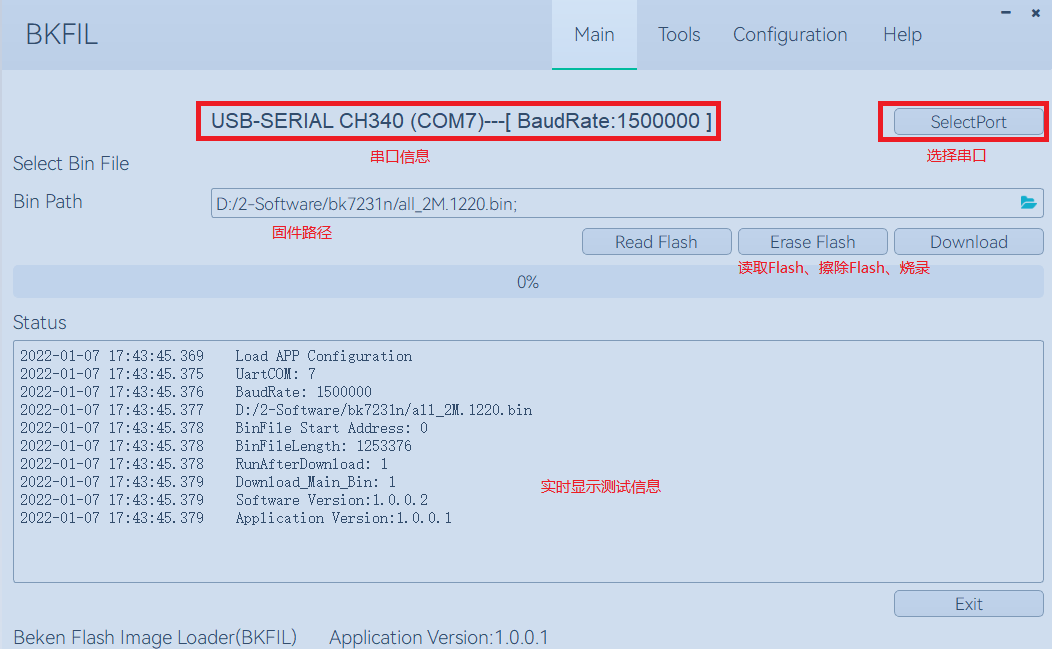 BKFIL
Main Tools Configuration Help
USB-SERIAL CH340 (COM7)---[ BaudRate:1500000 ]
SelectPort
串口信息
选择串口
Select Bin File
Bin Path
D:/2-Software/bk7231n/all_2M.1220.bin;
固件路径
Read Flash Erase Flash Download
读取Flash、擦除Flash、烧录
0%
Status
2022-01-07 17:43:45.369 Load APP Configuration
2022-01-07 17:43:45.375 UartCOM: 7
2022-01-07 17:43:45.376 BaudRate: 1500000
2022-01-07 17:43:45.377 D:/2-Software/bk7231n/all_2M.1220.bin
2022-01-07 17:43:45.378 BinFile Start Address: 0
2022-01-07 17:43:45.378 BinFileLength: 1253376
2022-01-07 17:43:45.378 RunAfterDownload: 1
2022-01-07 17:43:45.379 Download_Main_Bin: 1
2022-01-07 17:43:45.379 Software Version:1.0.0.2
2022-01-07 17:43:45.379 Application Version:1.0.0.1
实时显示测试信息
Exit
Beken Flash Image Loader(BKFIL) Application Version:1.0.0.1